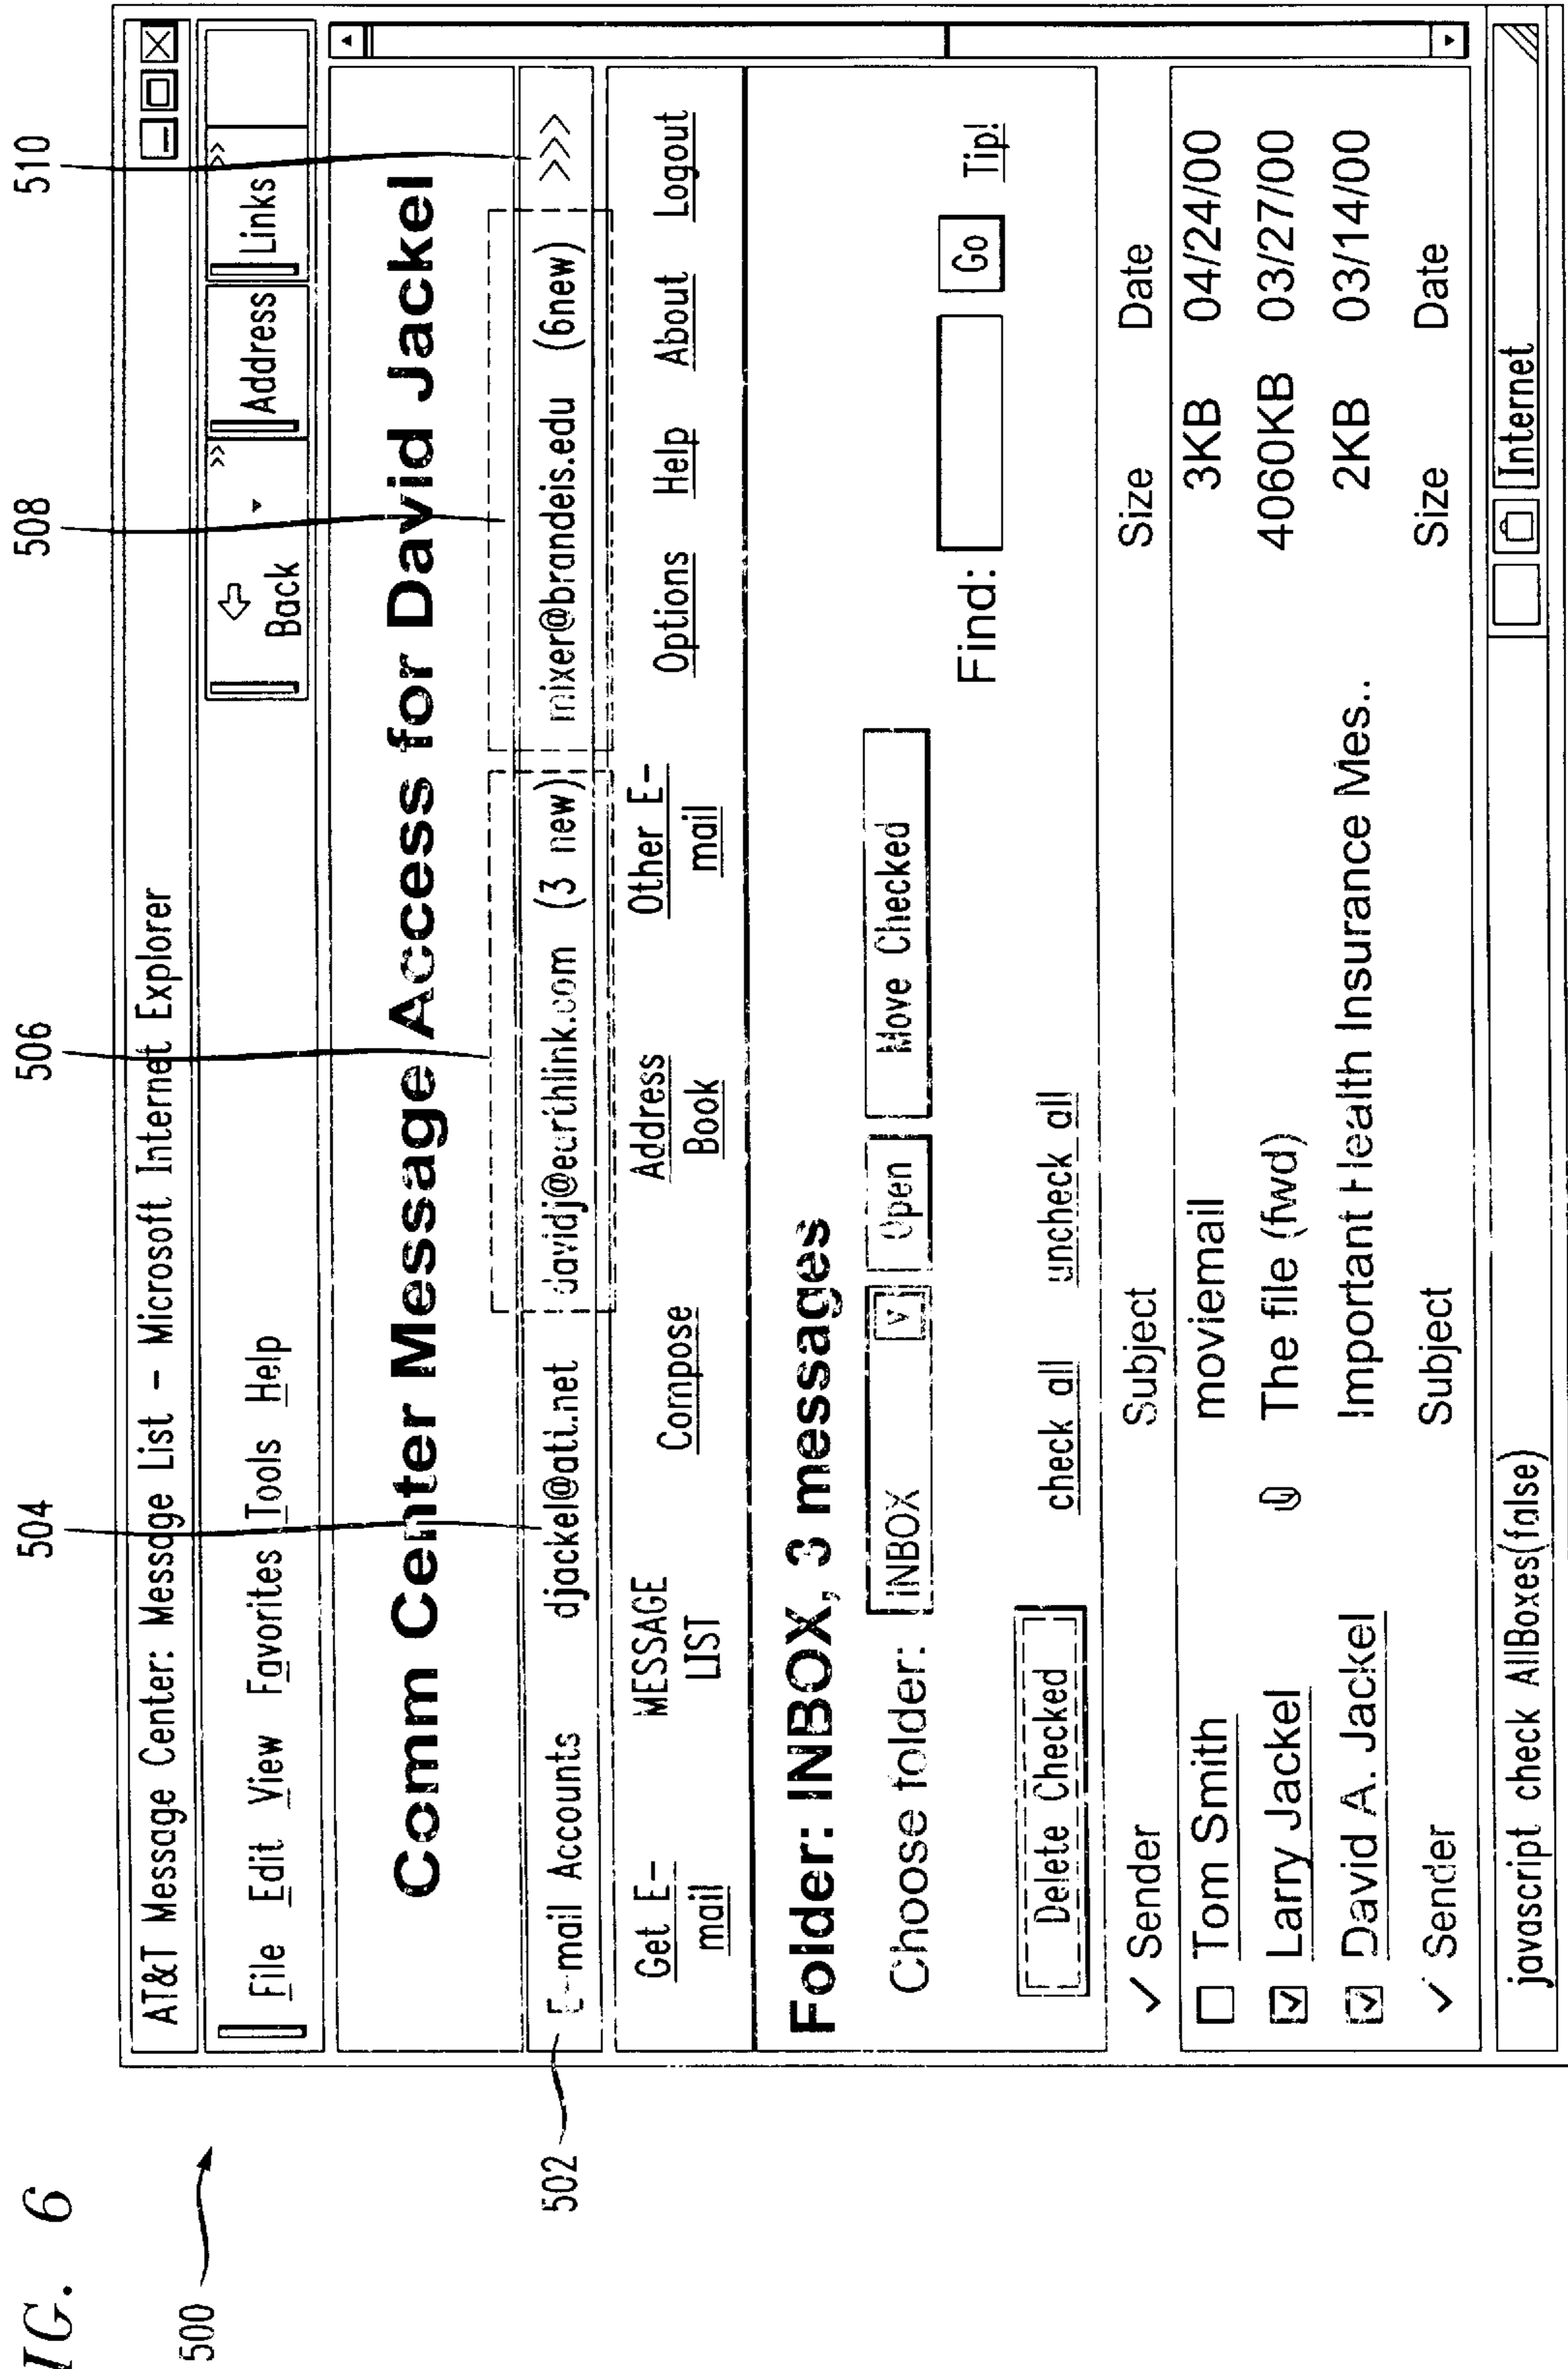 IG. 6
500
502
504
506
508
510
AT&T Message Center: Message List – Microsoft Internet Explorer
File Edit View Favorites Tools Help
Back
Address
Links
Comm Center Message Access for David Jackel
E-mail Accounts djackel@att.net davidj@earthlink.com (3 new) mixer@brandeis.edu (6new) >>>
Get E- MESSAGE Compose Address Other E- Options Help About Logout
mail LIST Book mail
Folder: INBOX, 3 messages
Choose folder: INBOX Open Move Checked
Find: Go Tip!
Delete Checked check all uncheck all
✓ Sender Subject Size Date
Tom Smith moviemail 3KB 04/24/00
Larry Jackel The file (fwd) 4060KB 03/27/00
David A. Jackel Important Health Insurance Mes.. 2KB 03/14/00
✓ Sender Subject Size Date
javascript check AllBoxes(false) Internet